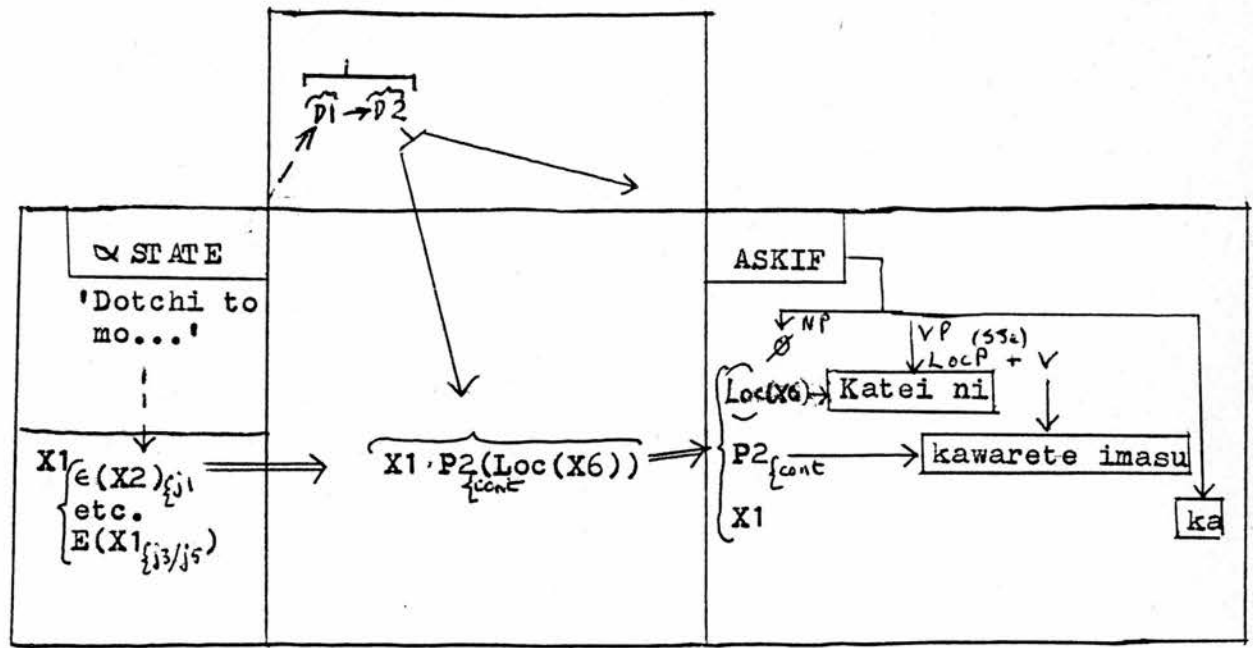 i
D1 → D2
∝ STATE
'Dotchi to
mo...'
X1
∈(X2){j1
etc.
E(X1{j3/j5)
X1·P2(Loc(X6))
{cont
ASKIF
NP
∅
VP (SSi)
LocP + V
Loc(X6)
Katei ni
P2{cont
kawarete imasu
X1
ka